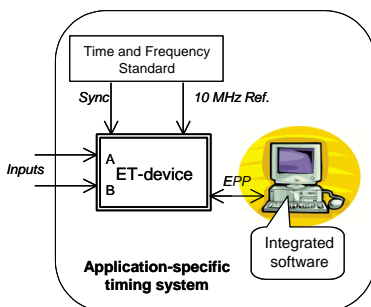 Time and Frequency
Standard
Sync
10 MHz Ref.
Inputs
A
B
ET-device
EPP
Integrated
software
Application-specific
timing system